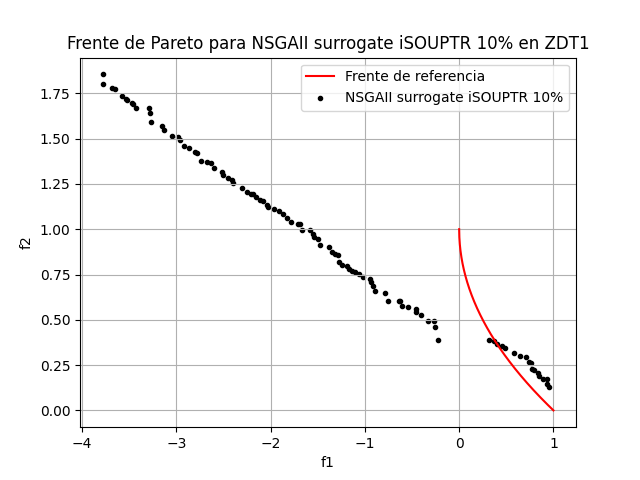 Frente de Pareto para NSGAII surrogate iSOUPTR 10% en ZDT1
Frente de referencia
NSGAII surrogate iSOUPTR 10%
1.75
1.50
1.25
1.00
0.75
0.50
0.25
0.00
f2
−4
−3
−2
−1
0
1
f1